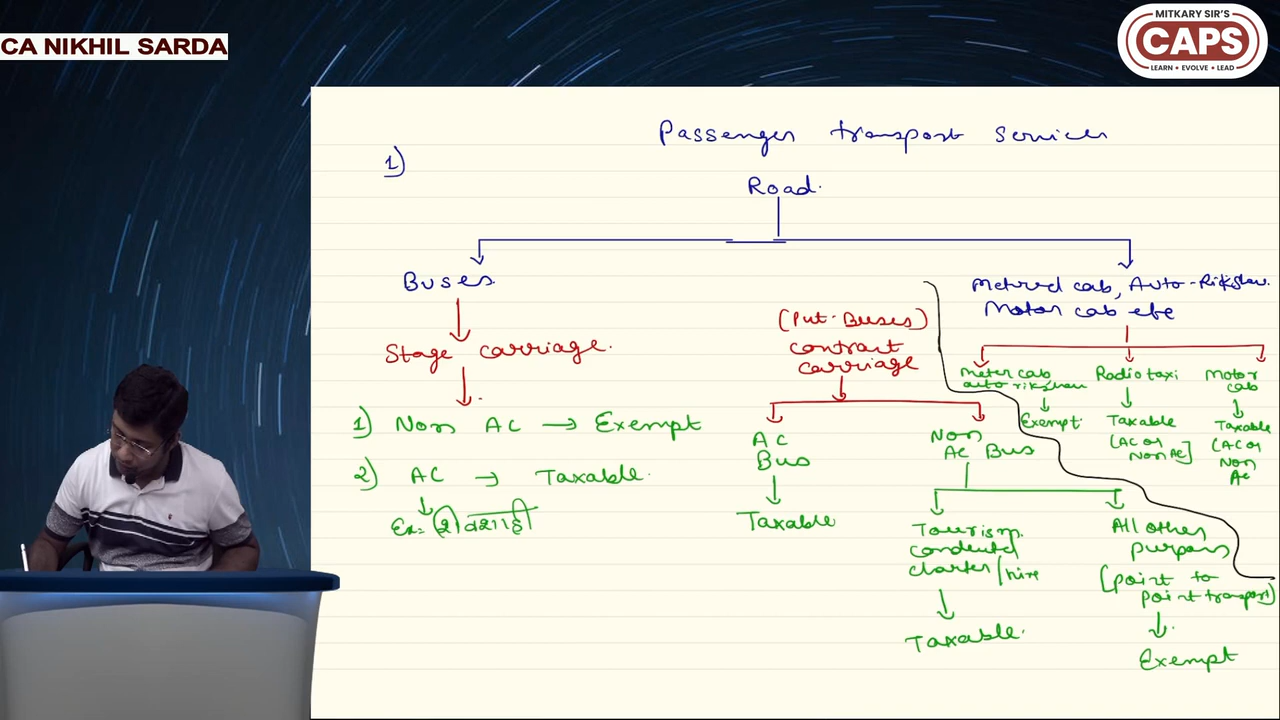 CA NIKHIL SARDA
MITKARY SIR'S
CAPS
LEARN • EVOLVE • LEAD
Passenger transport services
1)
Road.
Buses
Stage carriage.
1) Non AC → Exempt
2) AC → Taxable.
Ex:-
(Pvt. Buses)
contract
carriage
AC
Bus
Taxable
Non
AC Bus
Tourism,
conducted
charter/hire
Taxable.
All other
purposes
(point to
point transport)
Exempt
Metered cab, Auto-Rikshaw.
Motor cab etc
Meter cab
auto rikshaw
Exempt
Radio taxi
Taxable
[AC or
Non AC]
Motor
cab
Taxable
(AC or
Non
AC